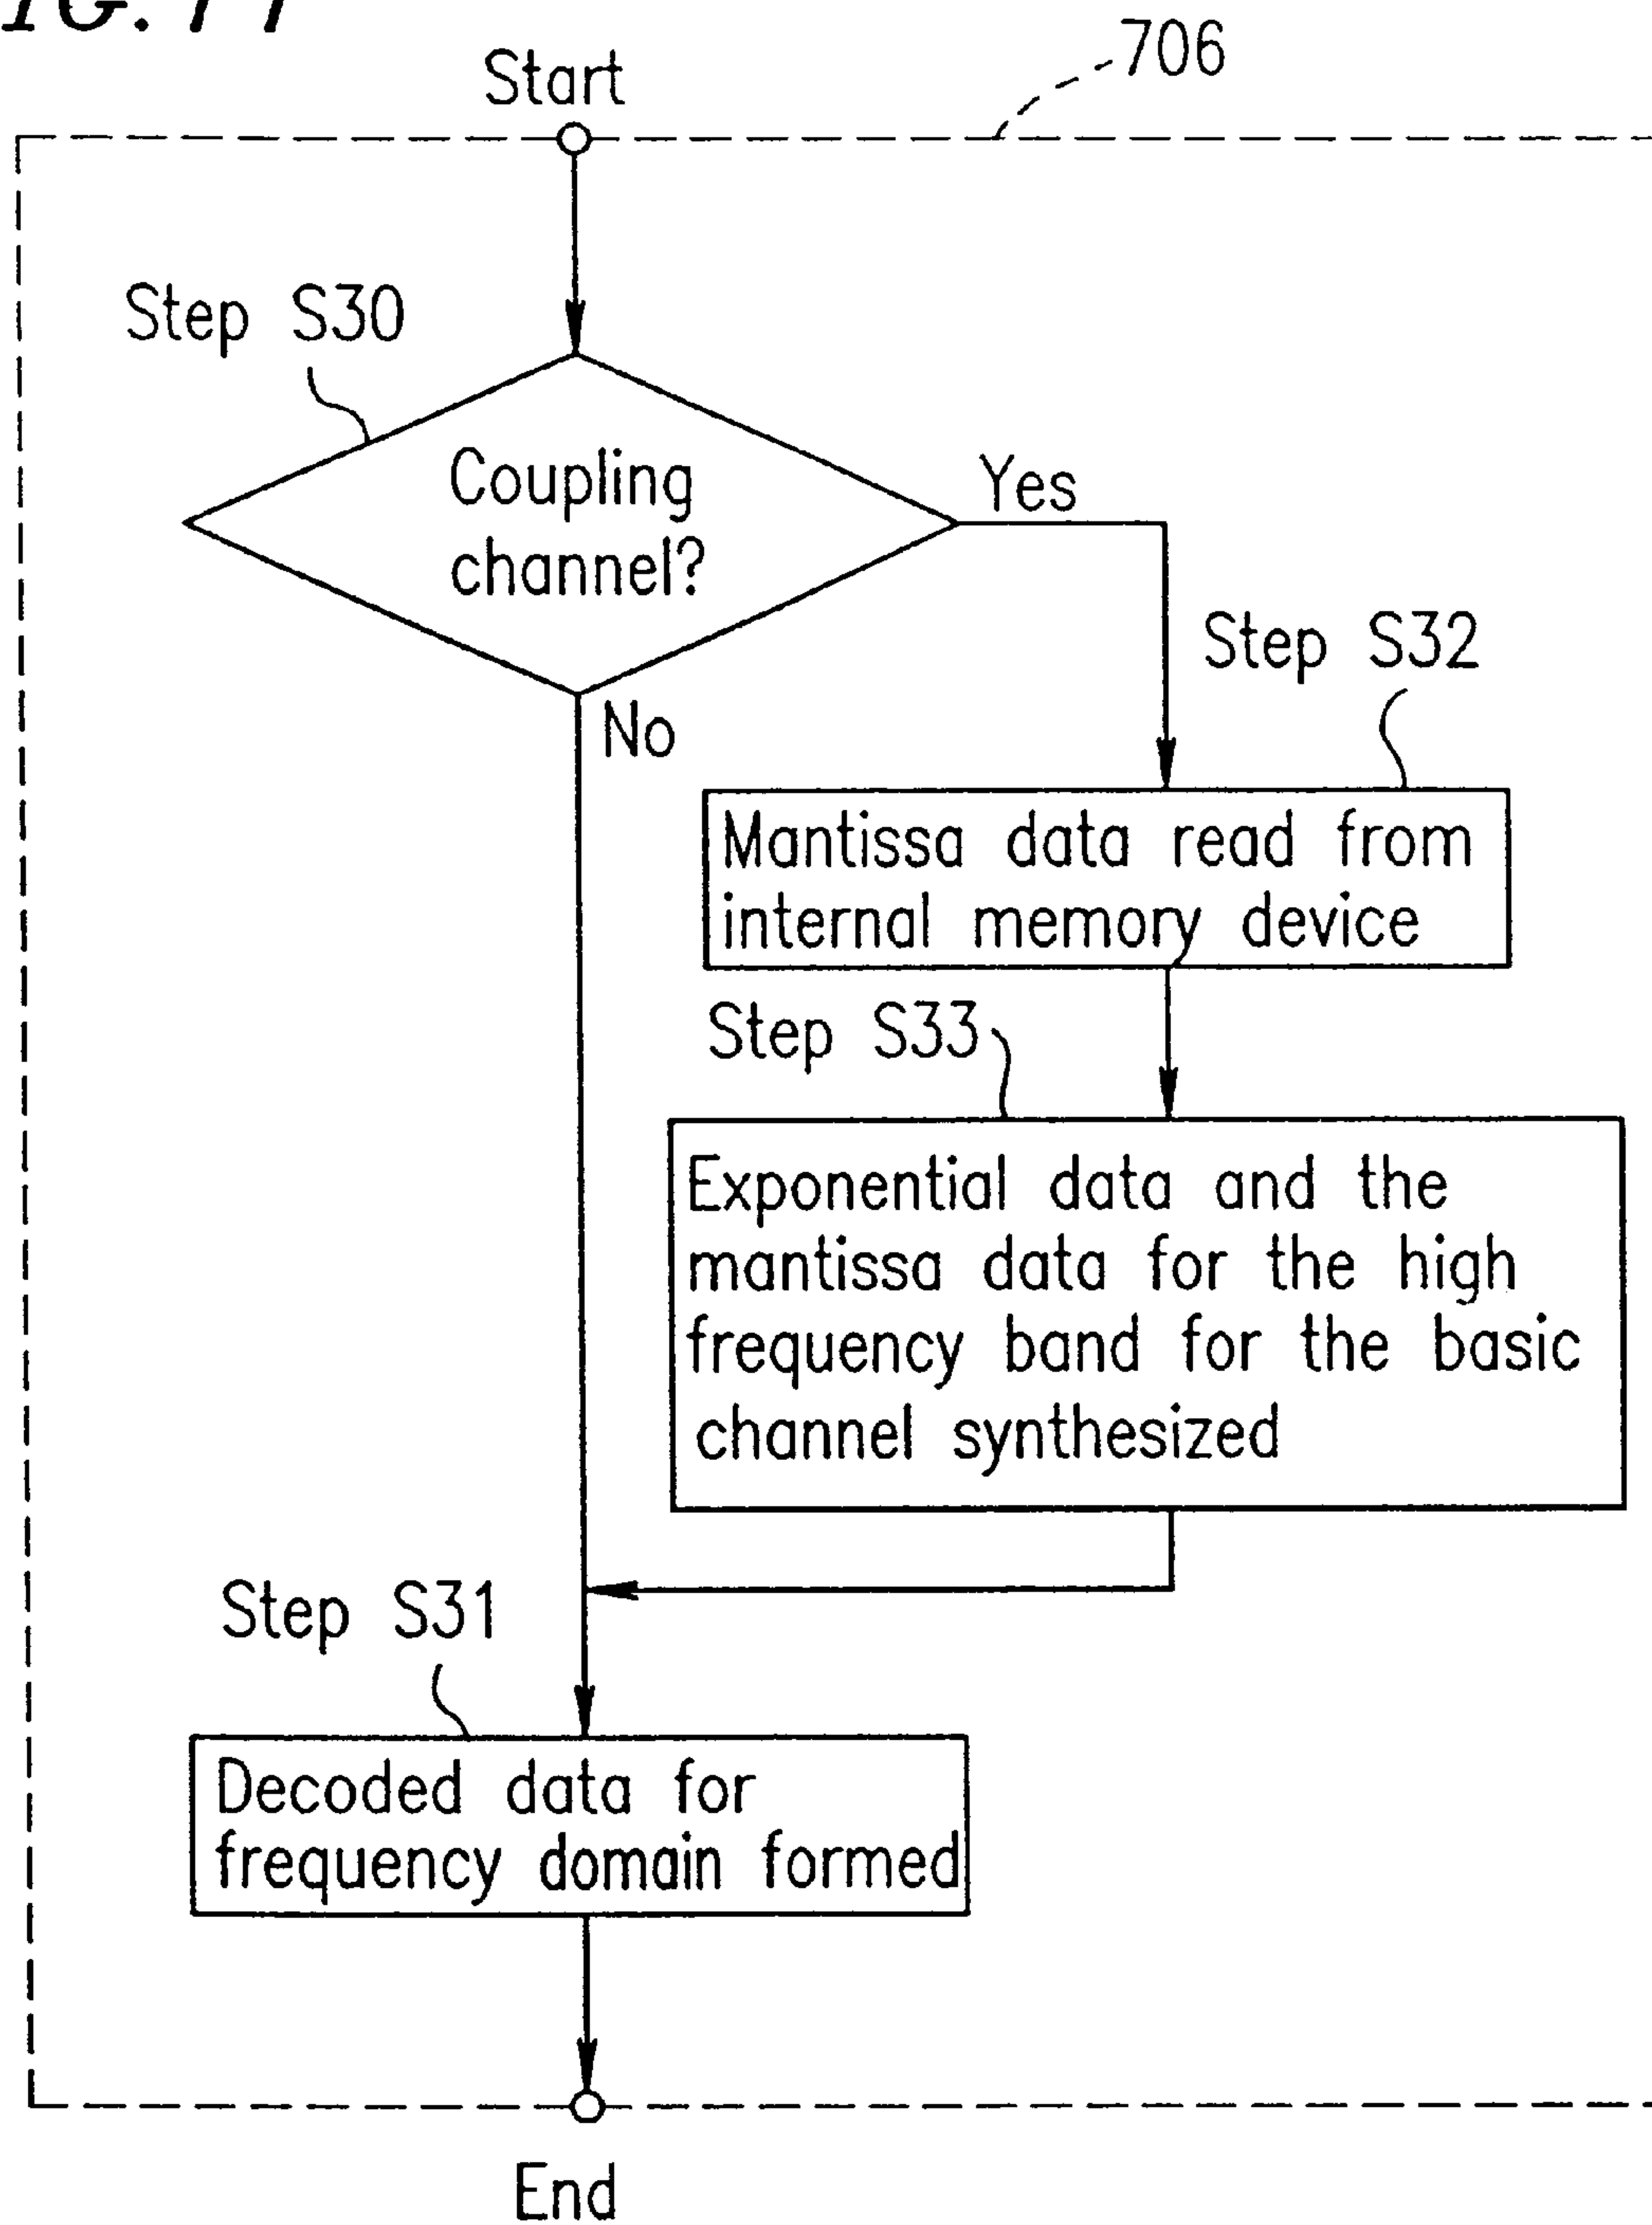 706
Start
Step S30
Coupling
channel?
Yes
No
Step S32
Mantissa data read from
internal memory device
Step S33
Exponential data and the
mantissa data for the high
frequency band for the basic
channel synthesized
Step S31
Decoded data for
frequency domain formed
End